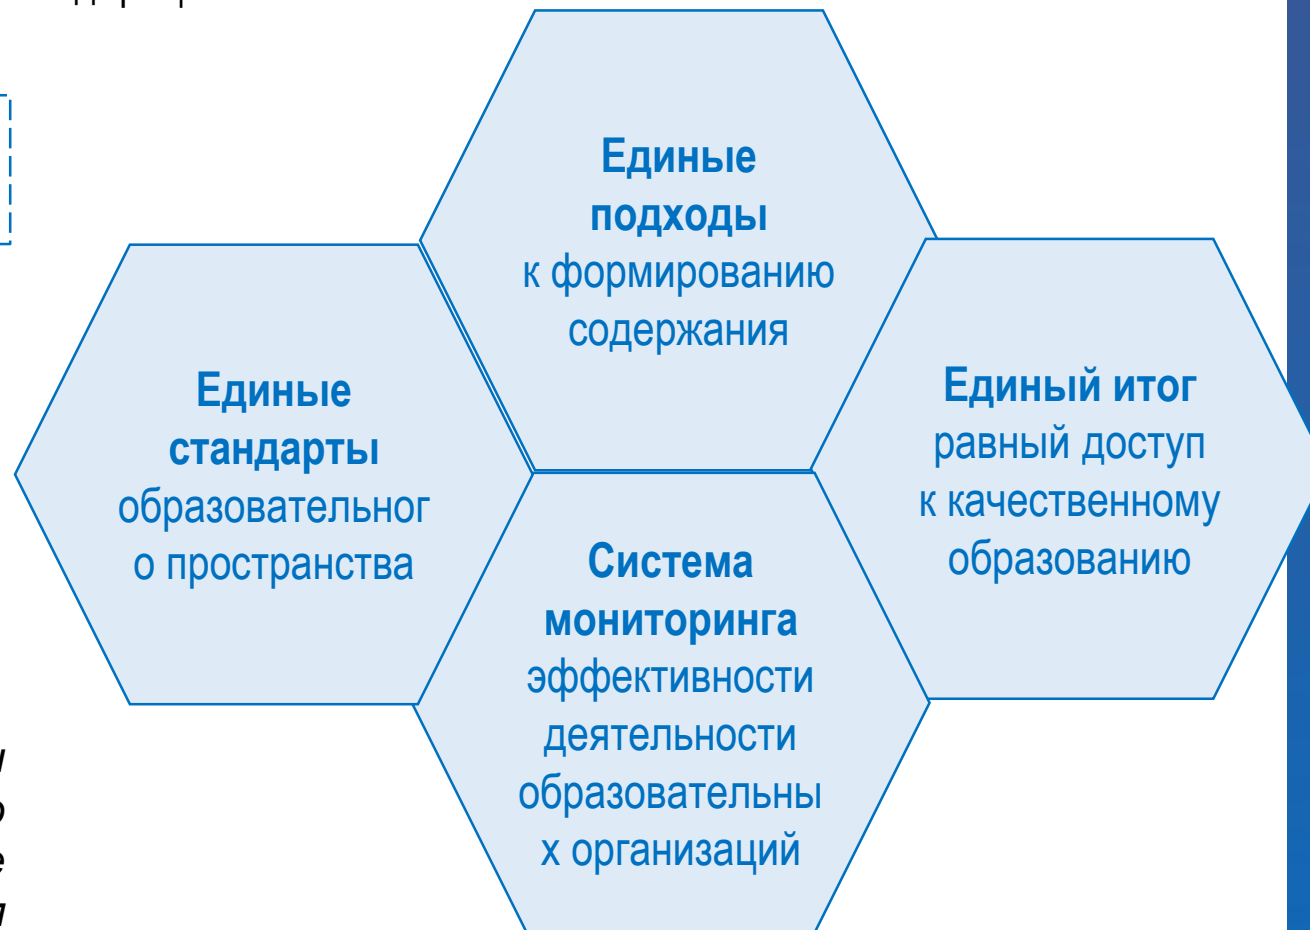 Единые
подходы
к формированию
содержания
Единые
стандарты
образовательног
о пространства
Единый итог
равный доступ
к качественному
образованию
Система
мониторинга
эффективности
деятельности
образовательны
х организаций